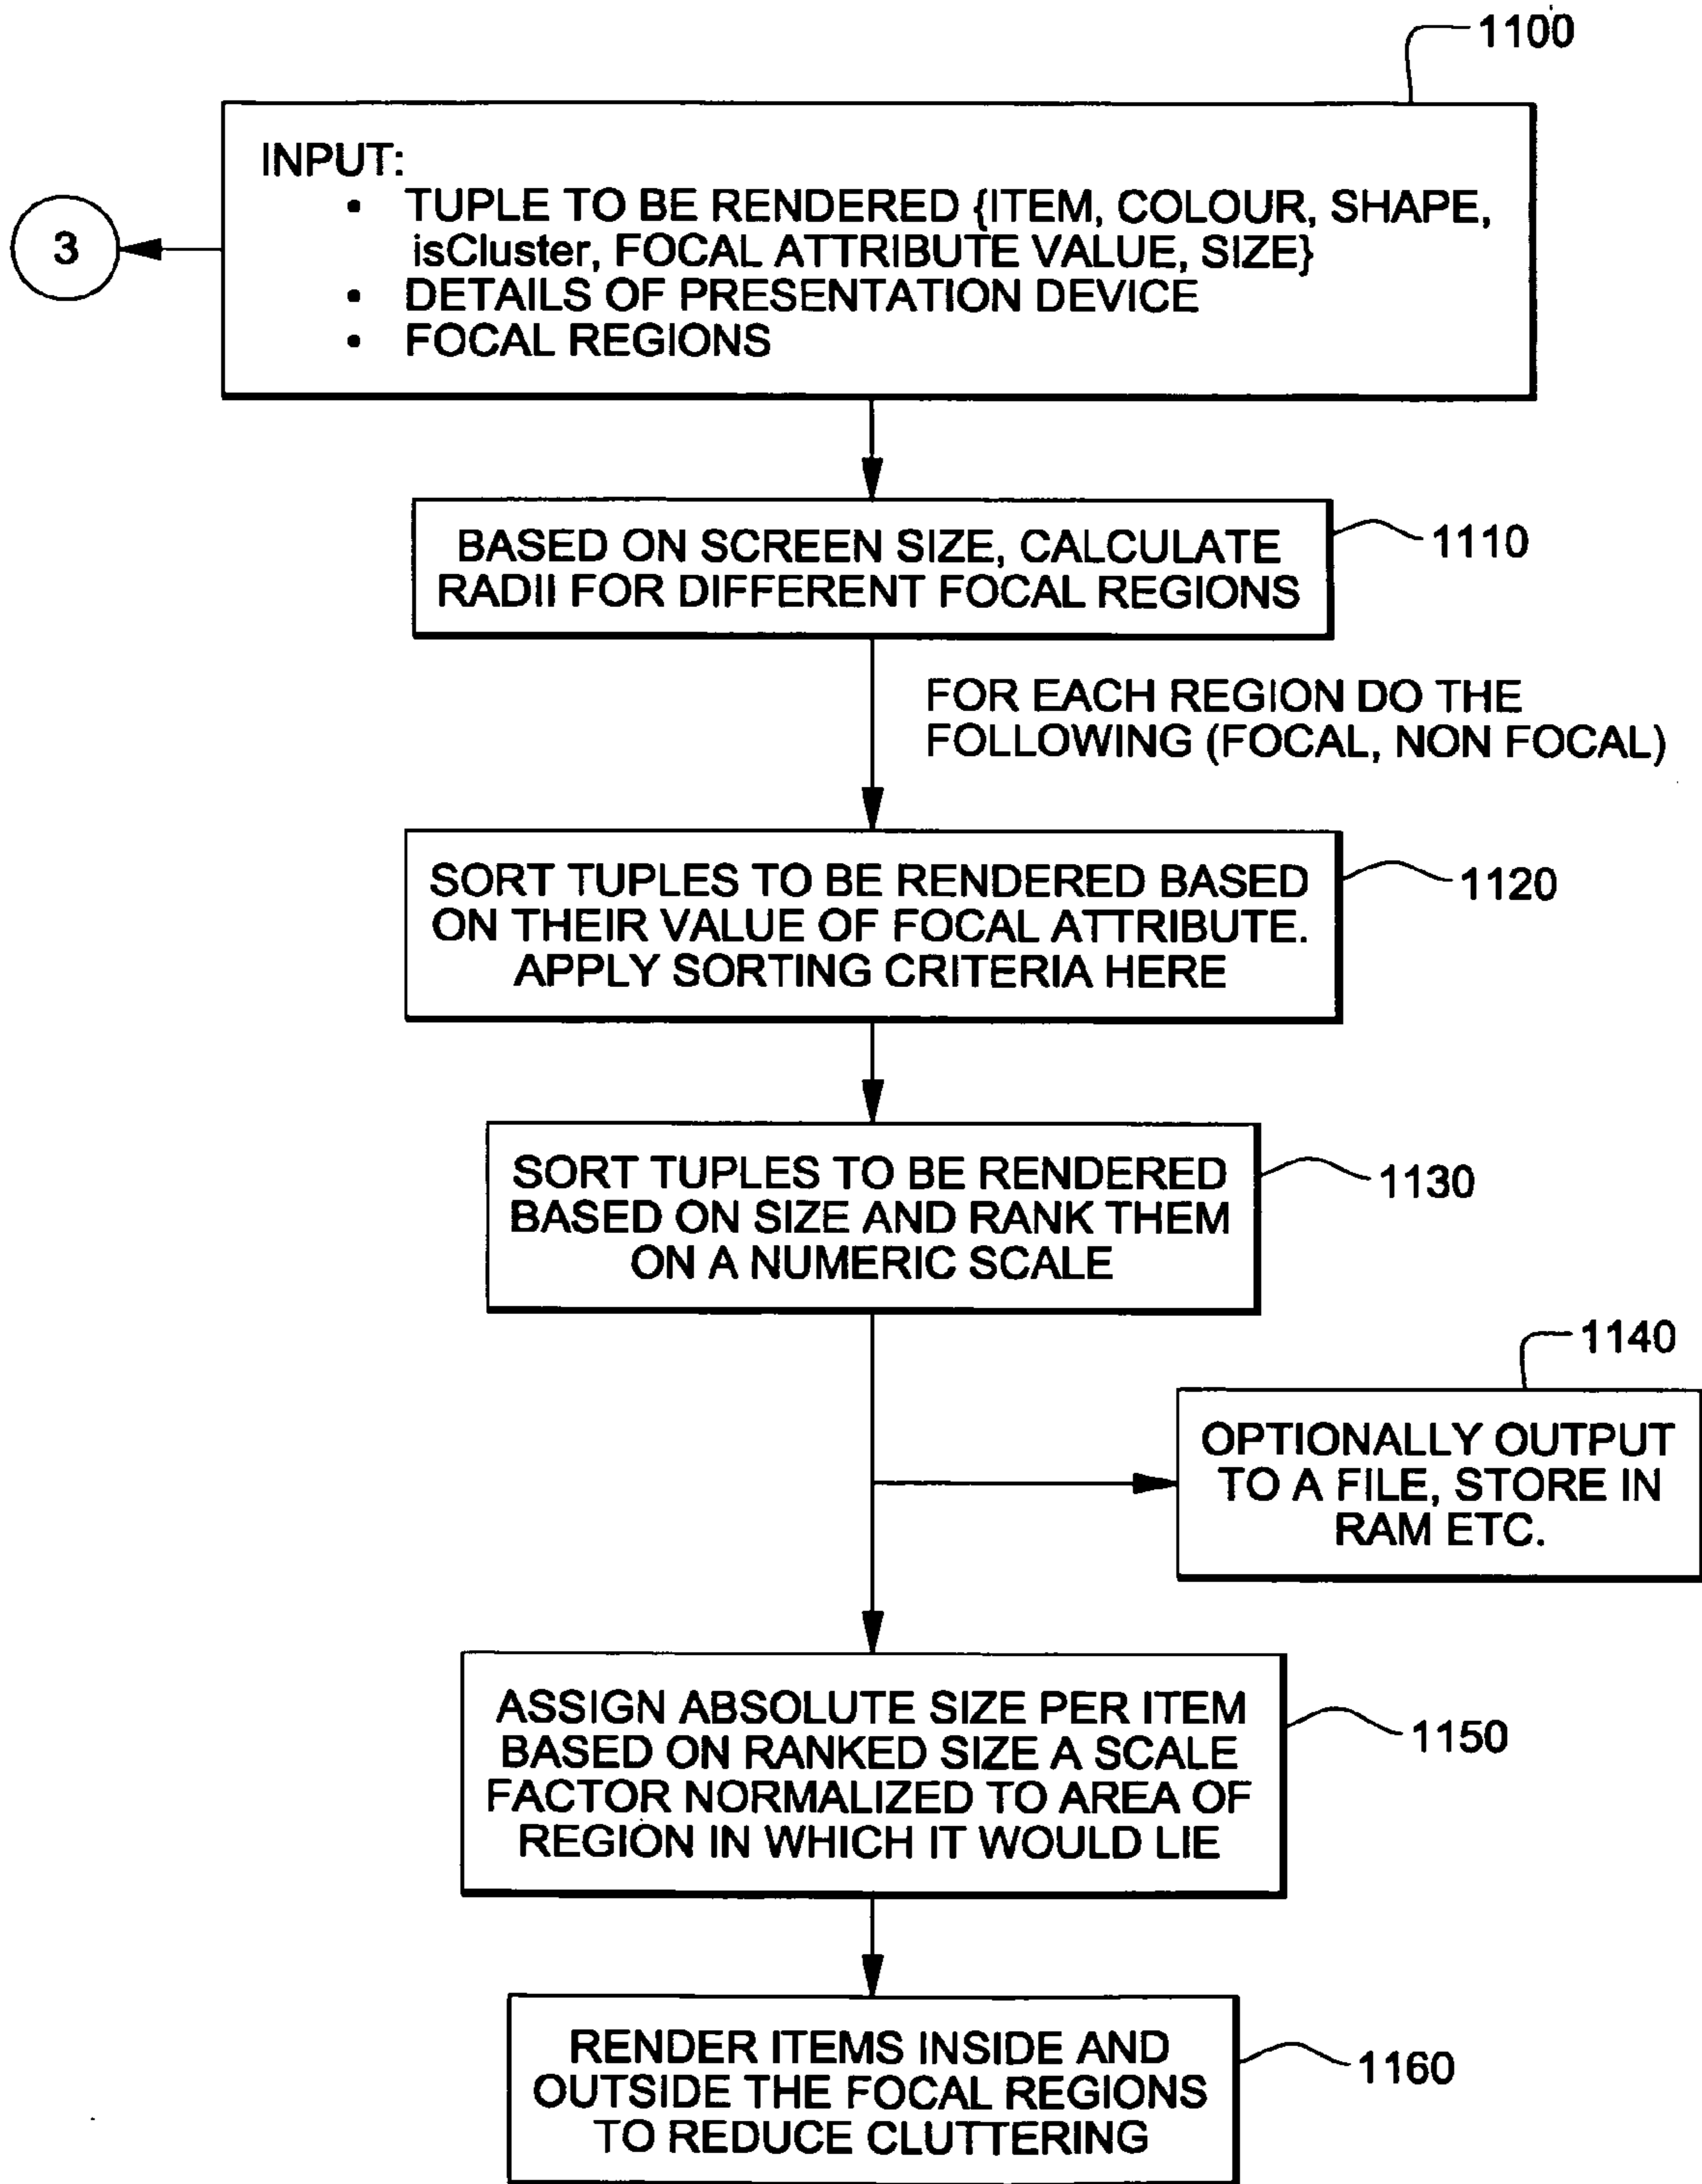 1100
INPUT:
• TUPLE TO BE RENDERED {ITEM, COLOUR, SHAPE,
isCluster, FOCAL ATTRIBUTE VALUE, SIZE}
• DETAILS OF PRESENTATION DEVICE
• FOCAL REGIONS
3
BASED ON SCREEN SIZE, CALCULATE
RADII FOR DIFFERENT FOCAL REGIONS
1110
FOR EACH REGION DO THE
FOLLOWING (FOCAL, NON FOCAL)
SORT TUPLES TO BE RENDERED BASED
ON THEIR VALUE OF FOCAL ATTRIBUTE.
APPLY SORTING CRITERIA HERE
1120
SORT TUPLES TO BE RENDERED
BASED ON SIZE AND RANK THEM
ON A NUMERIC SCALE
1130
1140
OPTIONALLY OUTPUT
TO A FILE, STORE IN
RAM ETC.
ASSIGN ABSOLUTE SIZE PER ITEM
BASED ON RANKED SIZE A SCALE
FACTOR NORMALIZED TO AREA OF
REGION IN WHICH IT WOULD LIE
1150
RENDER ITEMS INSIDE AND
OUTSIDE THE FOCAL REGIONS
TO REDUCE CLUTTERING
1160